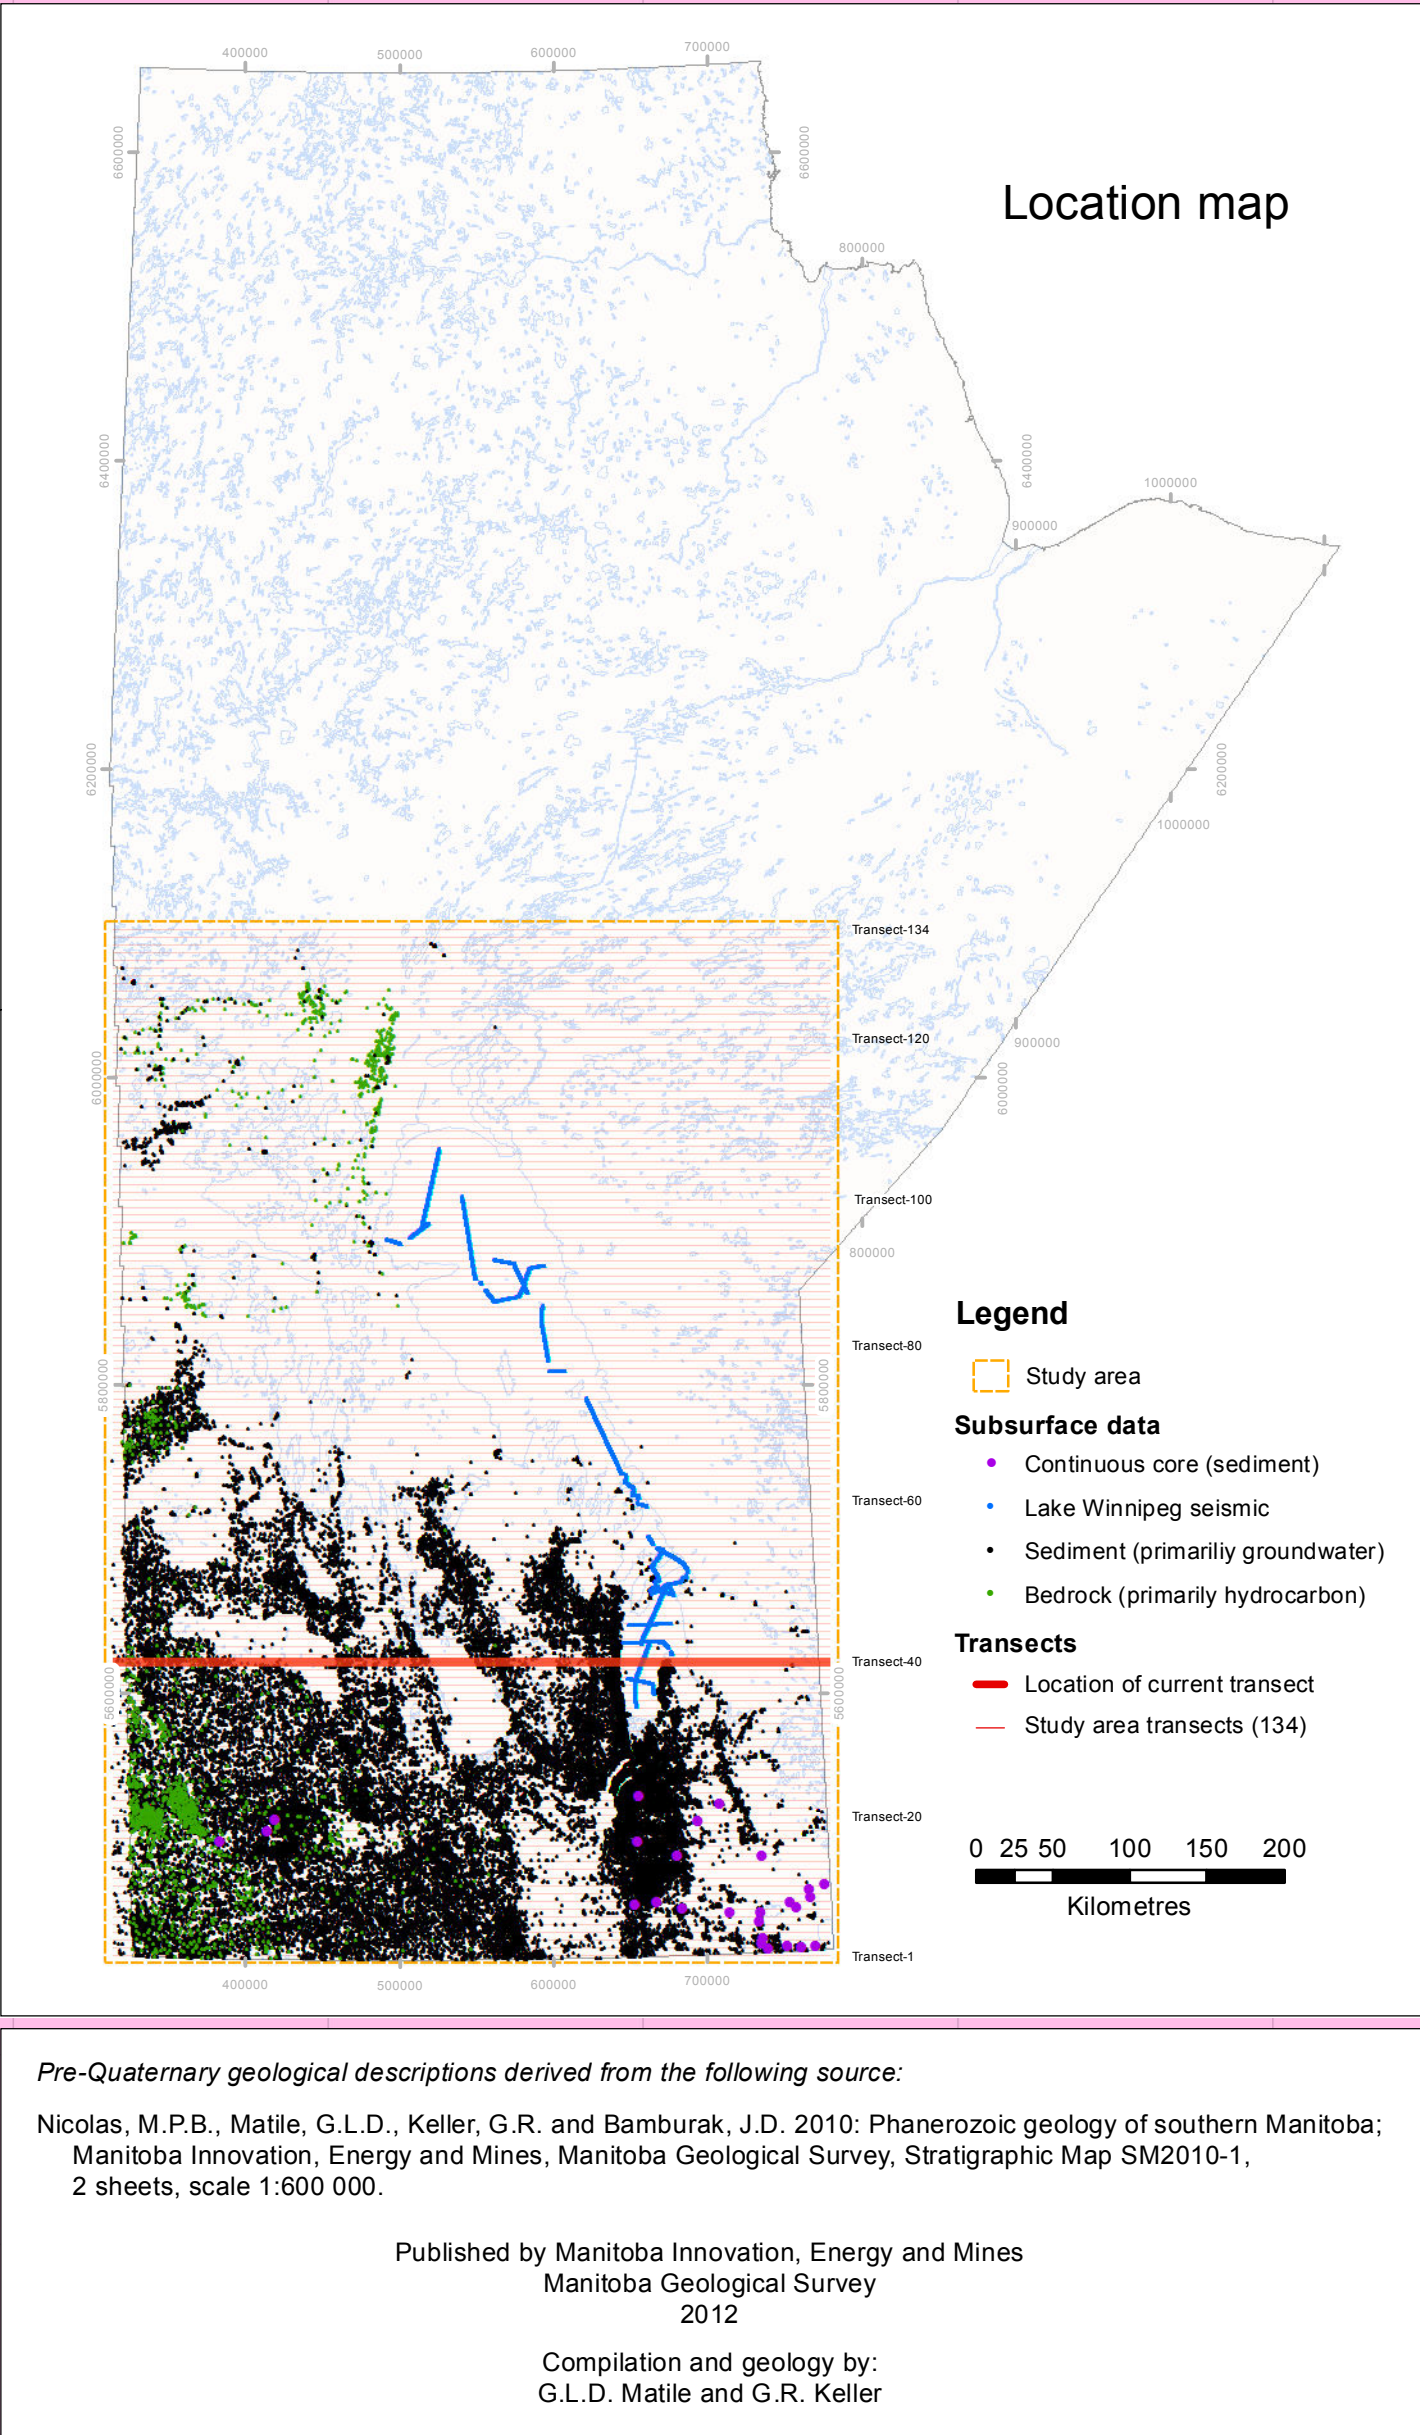 400000
500000
600000
700000
6600000
6600000
Location map
800000
6400000
6400000
1000000
900000
6200000
6200000
1000000
Transect-134
Transect-120
900000
6000000
6000000
Transect-100
800000
Transect-80
5800000
5800000
Transect-60
Transect-40
5600000
5600000
Transect-20
Transect-1
400000
500000
600000
700000
Legend
Study area
Subsurface data
Continuous core (sediment)
Lake Winnipeg seismic
Sediment (primariliy groundwater)
Bedrock (primarily hydrocarbon)
Transects
Location of current transect
Study area transects (134)
0 25 50 100 150 200
Kilometres
Pre-Quaternary geological descriptions derived from the following source:
Nicolas, M.P.B., Matile, G.L.D., Keller, G.R. and Bamburak, J.D. 2010: Phanerozoic geology of southern Manitoba;
Manitoba Innovation, Energy and Mines, Manitoba Geological Survey, Stratigraphic Map SM2010-1,
2 sheets, scale 1:600 000.
Published by Manitoba Innovation, Energy and Mines
Manitoba Geological Survey
2012
Compilation and geology by:
G.L.D. Matile and G.R. Keller